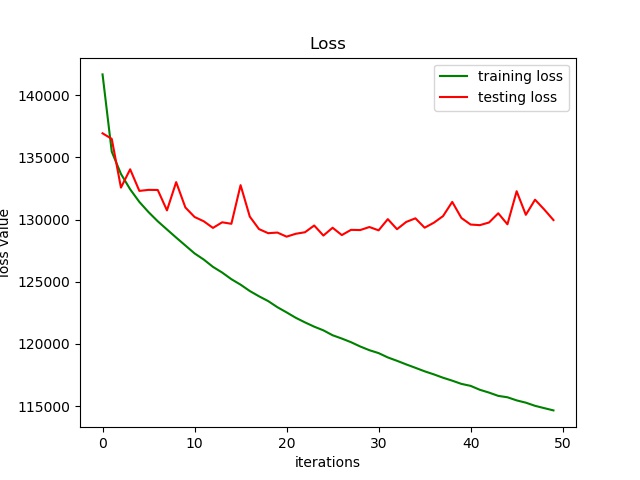 Loss
training loss
testing loss
140000
135000
130000
125000
120000
115000
loss value
0 10 20 30 40 50
iterations